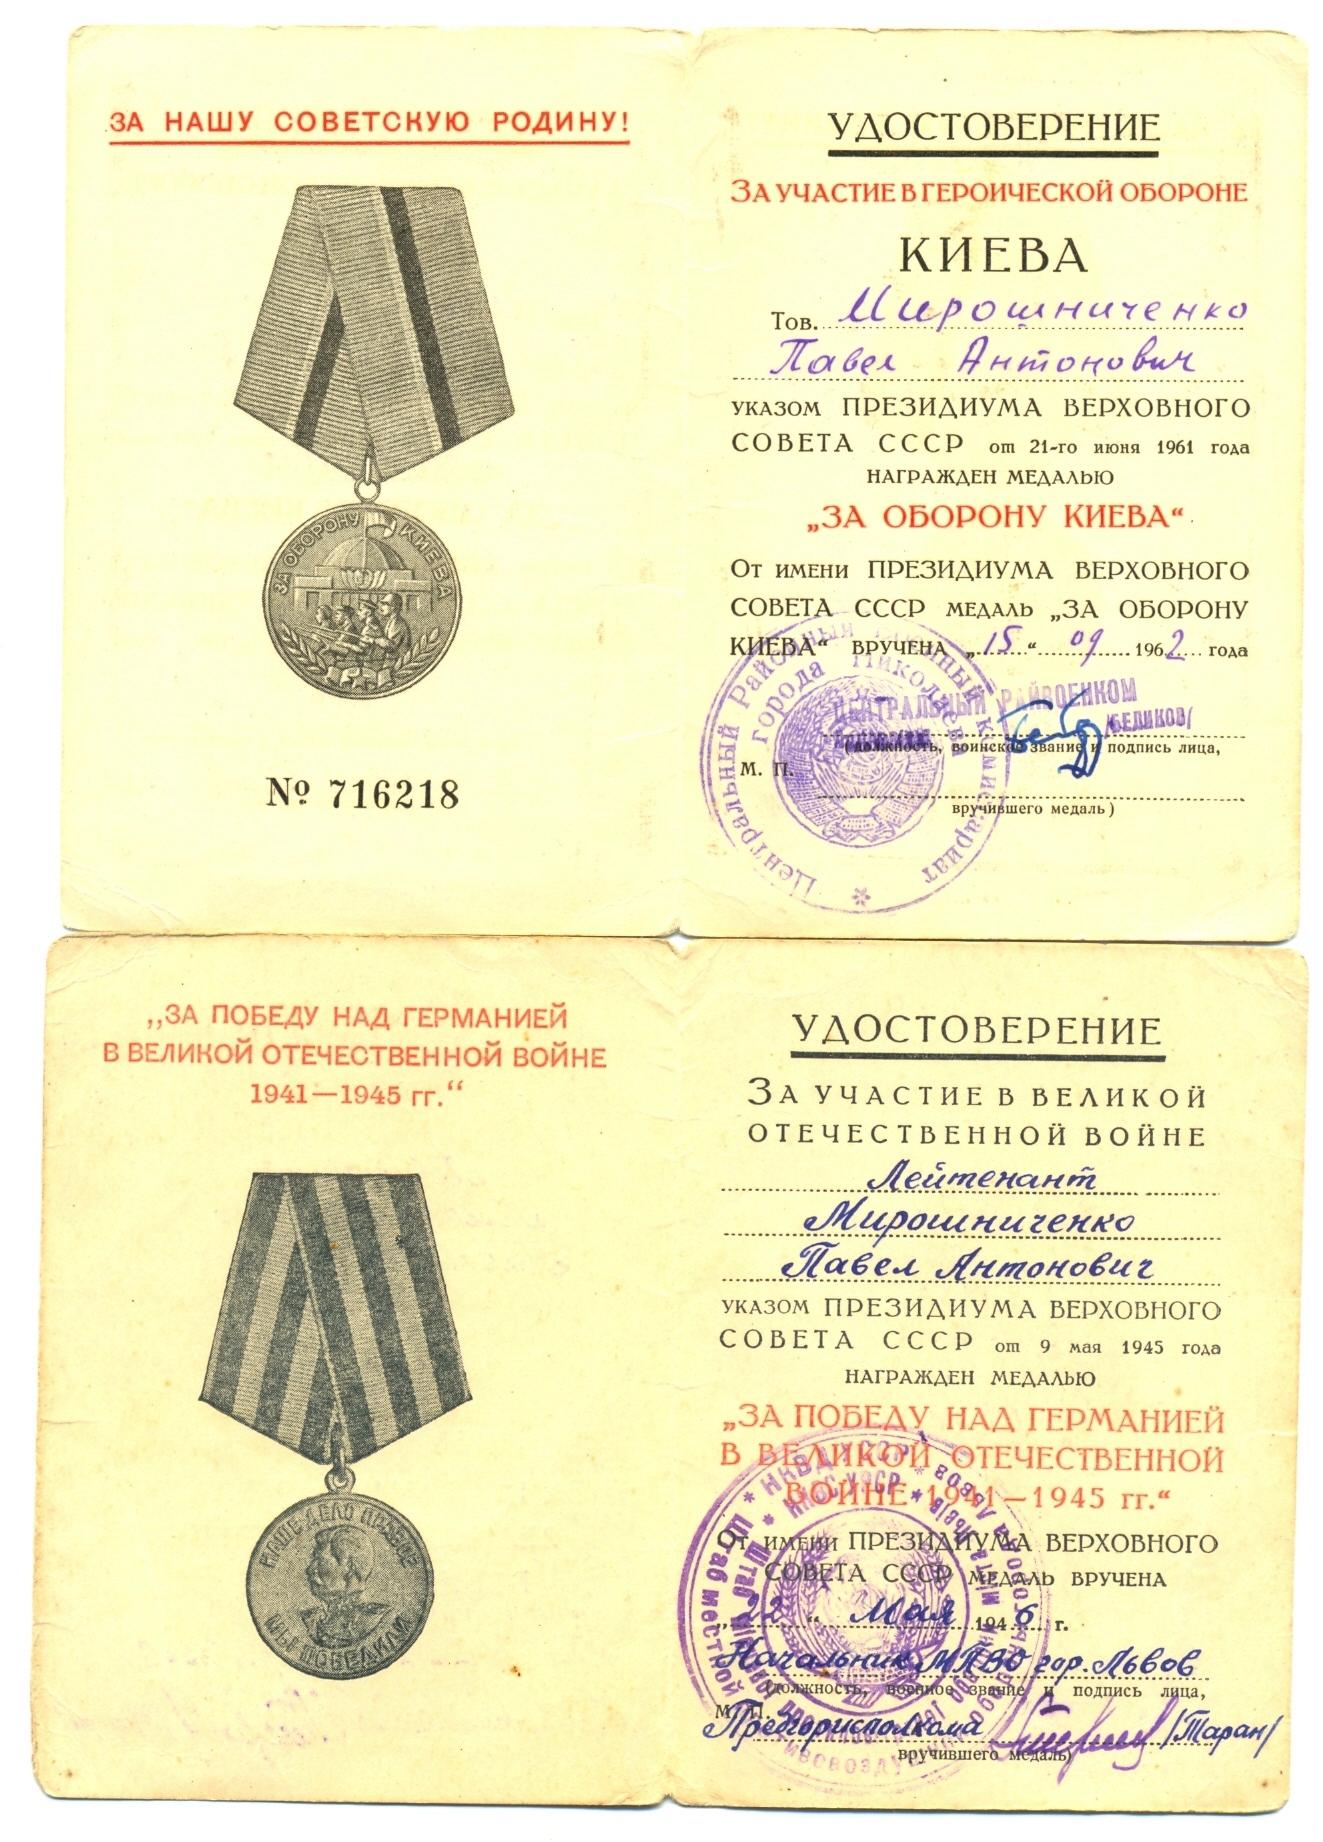 ЗА НАШУ СОВЕТСКУЮ РОДИНУ!
ЗА ОБОРОНУ КИЕВА
№ 716218
УДОСТОВЕРЕНИЕ
ЗА УЧАСТИЕ В ГЕРОИЧЕСКОЙ ОБОРОНЕ
КИЕВА
Тов. Мирошниченко
Павел Антонович
УКАЗОМ ПРЕЗИДИУМА ВЕРХОВНОГО
СОВЕТА СССР от 21-го июня 1961 года
НАГРАЖДЕН МЕДАЛЬЮ
„ЗА ОБОРОНУ КИЕВА“
ОТ ИМЕНИ ПРЕЗИДИУМА ВЕРХОВНОГО
СОВЕТА СССР МЕДАЛЬ „ЗА ОБОРОНУ
КИЕВА“ ВРУЧЕНА „15“ 09 1962 года
ЦЕНТРАЛЬНЫЙ РАЙВОЕНКОМ
/БЕЛИКОВ/
(должность, воинское звание и подпись лица,
М. П.
вручившего медаль)
Центральный Районный Военный комиссариат
города Николаева
„ЗА ПОБЕДУ НАД ГЕРМАНИЕЙ
В ВЕЛИКОЙ ОТЕЧЕСТВЕННОЙ ВОЙНЕ
1941—1945 гг.“
НАШЕ ДЕЛО ПРАВОЕ
МЫ ПОБЕДИЛИ
УДОСТОВЕРЕНИЕ
ЗА УЧАСТИЕ В ВЕЛИКОЙ
ОТЕЧЕСТВЕННОЙ ВОЙНЕ
Лейтенант
Мирошниченко
Павел Антонович
УКАЗОМ ПРЕЗИДИУМА ВЕРХОВНОГО
СОВЕТА СССР от 9 мая 1945 года
НАГРАЖДЕН МЕДАЛЬЮ
„ЗА ПОБЕДУ НАД ГЕРМАНИЕЙ
В ВЕЛИКОЙ ОТЕЧЕСТВЕННОЙ
ВОЙНЕ 1941—1945 гг.“
ОТ ИМЕНИ ПРЕЗИДИУМА ВЕРХОВНОГО
СОВЕТА СССР МЕДАЛЬ ВРУЧЕНА
„22“ Мая 1946 г.
Начальник МПВО гор. Львов
(должность, военное звание и подпись лица,
М. П.
Предгорисполкома /Таран/
вручившего медаль)